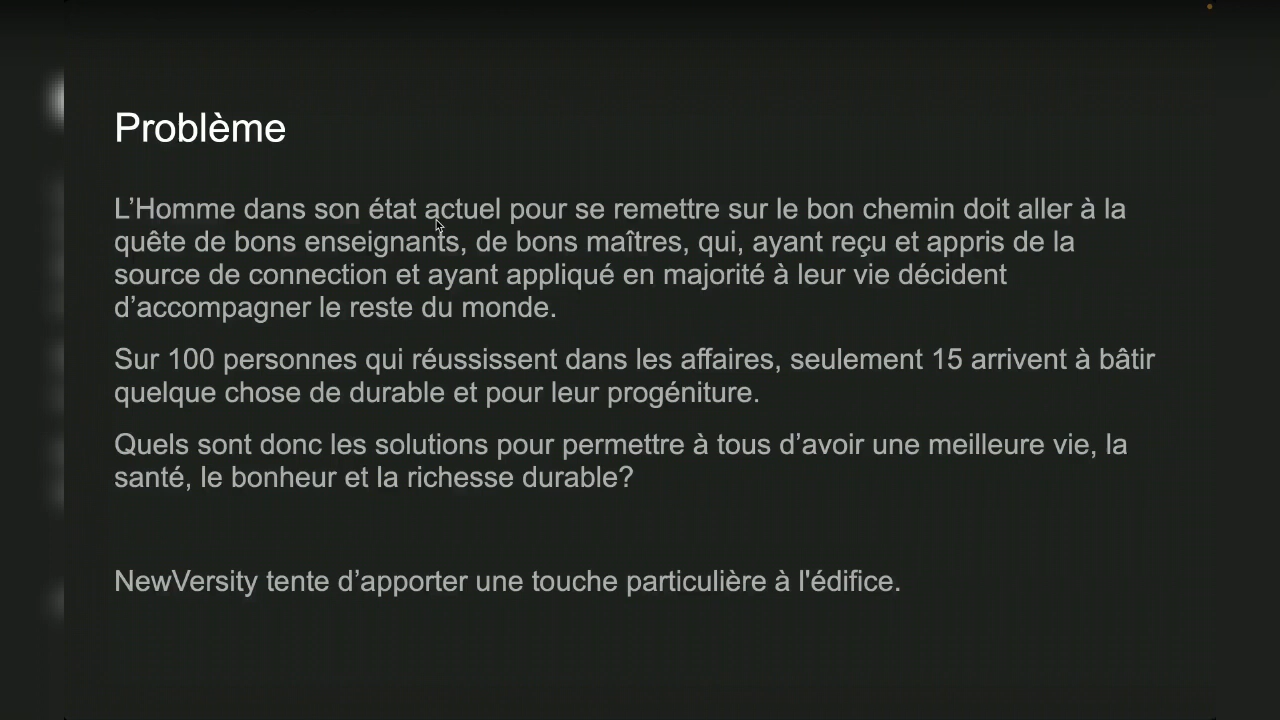 Problème
L’Homme dans son état actuel pour se remettre sur le bon chemin doit aller à la
quête de bons enseignants, de bons maîtres, qui, ayant reçu et appris de la
source de connection et ayant appliqué en majorité à leur vie décident
d’accompagner le reste du monde.
Sur 100 personnes qui réussissent dans les affaires, seulement 15 arrivent à bâtir
quelque chose de durable et pour leur progéniture.
Quels sont donc les solutions pour permettre à tous d’avoir une meilleure vie, la
santé, le bonheur et la richesse durable?
NewVersity tente d’apporter une touche particulière à l'édifice.